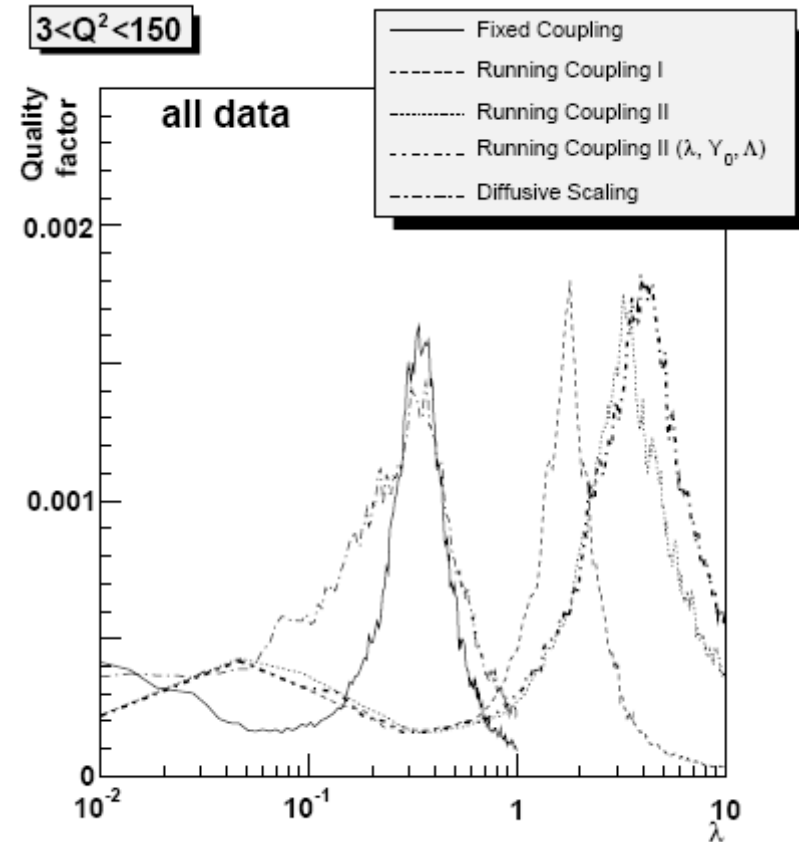 3<Q²<150
Fixed Coupling
Running Coupling I
Running Coupling II
Running Coupling II (λ, Y₀, Λ)
Diffusive Scaling
Quality
factor
all data
0.002
0.001
0
10⁻²
10⁻¹
1
10
λ